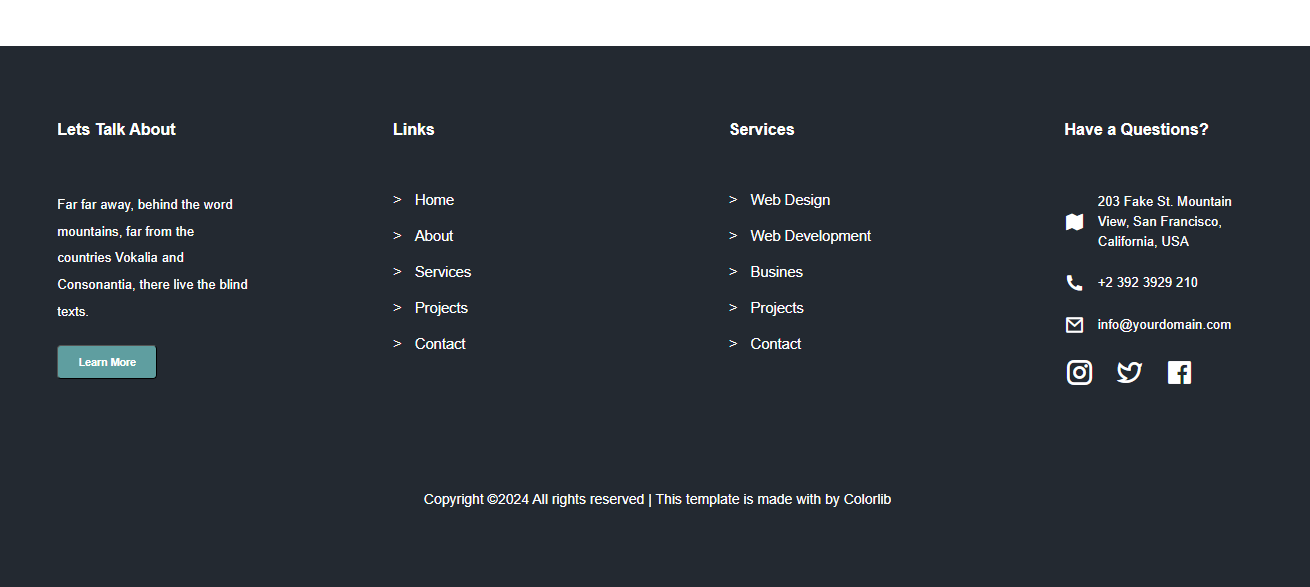 Lets Talk About
Far far away, behind the word
mountains, far from the
countries Vokalia and
Consonantia, there live the blind
texts.
Learn More
Links
> Home
> About
> Services
> Projects
> Contact
Services
> Web Design
> Web Development
> Busines
> Projects
> Contact
Have a Questions?
203 Fake St. Mountain
View, San Francisco,
California, USA
+2 392 3929 210
info@yourdomain.com
Copyright ©2024 All rights reserved | This template is made with by Colorlib